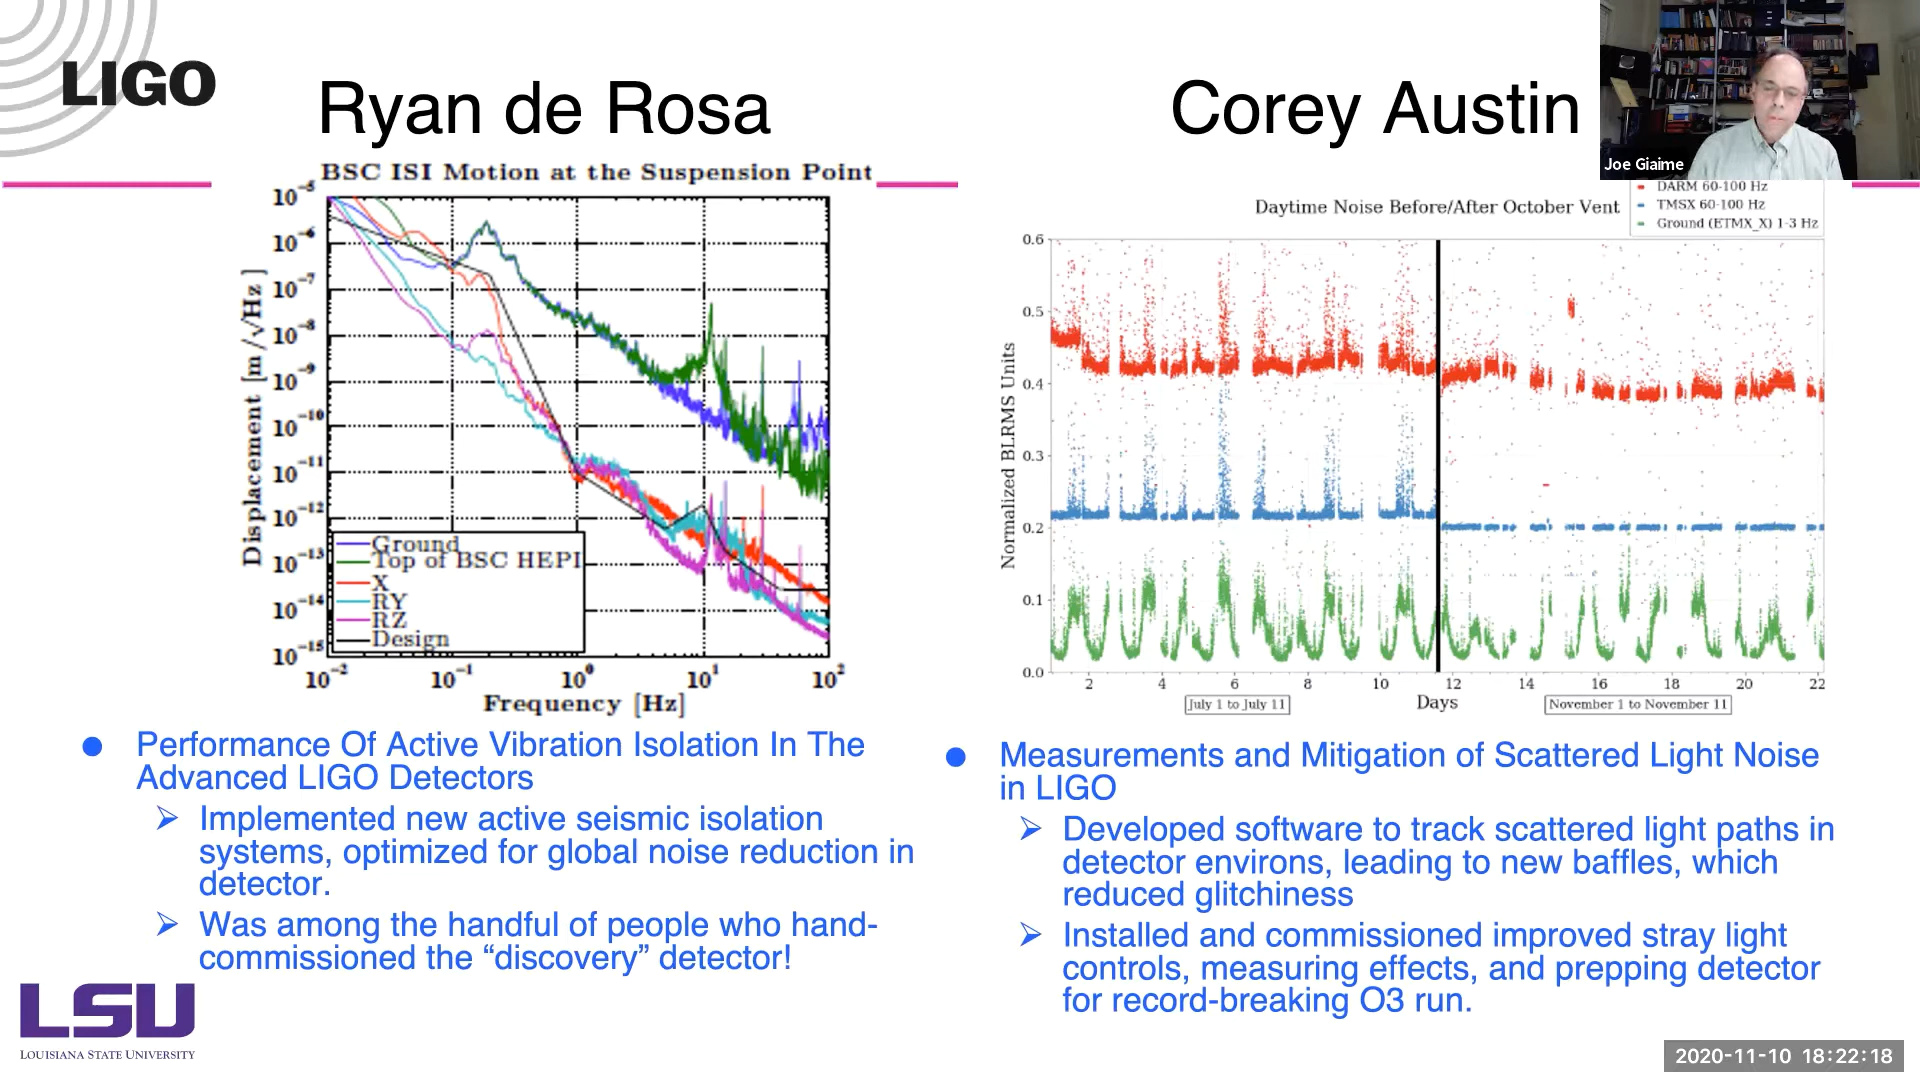 LIGO
Ryan de Rosa
Corey Austin
Joe Giaime
BSC ISI Motion at the Suspension Point
10⁻⁵
10⁻⁶
10⁻⁷
10⁻⁸
10⁻⁹
10⁻¹⁰
10⁻¹¹
10⁻¹²
10⁻¹³
10⁻¹⁴
10⁻¹⁵
Displacement [m/√Hz]
Ground
Top of BSC HEPI
X
RY
RZ
Design
10⁻² 10⁻¹ 10⁰ 10¹ 10²
Frequency [Hz]
DARM 60-100 Hz
TMSX 60-100 Hz
Ground (ETMX_X) 1-3 Hz
Daytime Noise Before/After October Vent
0.6
0.5
0.4
0.3
0.2
0.1
0.0
Normalized BLRMS Units
2 4 6 8 10 12 14 16 18 20 22
July 1 to July 11
Days
November 1 to November 11
● Performance Of Active Vibration Isolation In The
Advanced LIGO Detectors
➢ Implemented new active seismic isolation
systems, optimized for global noise reduction in
detector.
➢ Was among the handful of people who hand-
commissioned the “discovery” detector!
● Measurements and Mitigation of Scattered Light Noise
in LIGO
➢ Developed software to track scattered light paths in
detector environs, leading to new baffles, which
reduced glitchiness
➢ Installed and commissioned improved stray light
controls, measuring effects, and prepping detector
for record-breaking O3 run.
LSU
LOUISIANA STATE UNIVERSITY
2020-11-10 18:22:18